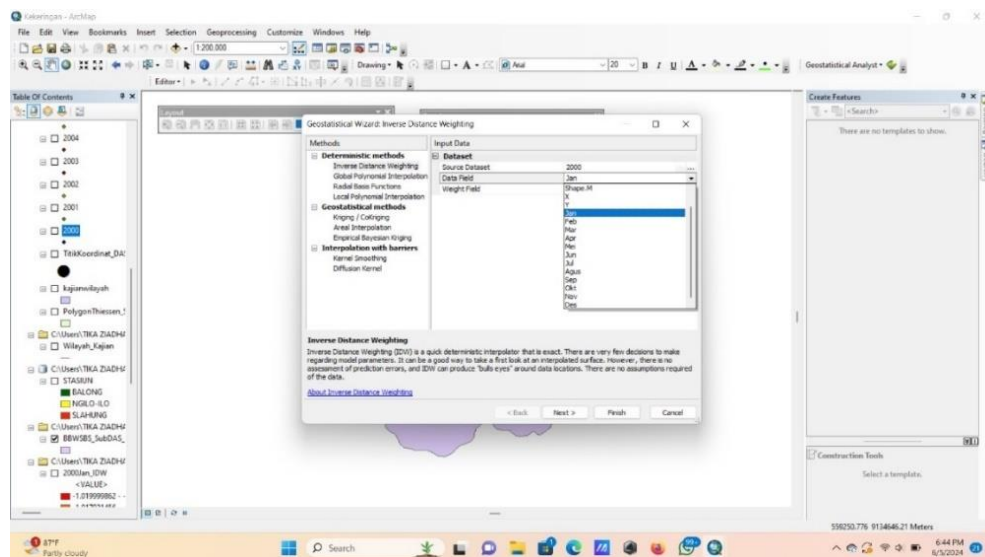 Kekeringan - ArcMap
File Edit View Bookmarks Insert Selection Geoprocessing Customize Windows Help
1:200.000
Drawing
Arial
20
B I U A
Geostatistical Analyst
Editor
Table Of Contents
2004
2003
2002
2001
2000
TitikKoordinat_DA
kajianwilayah
PolygonThiessen_
C:\Users\TIKA ZIADH
Wilayah_Kajian
C:\Users\TIKA ZIADH
STASIUN
BALONG
NGILO-ILO
SLAHUNG
C:\Users\TIKA ZIADH
BBWSBS_SubDAS_
C:\Users\TIKA ZIADH
2000Jan_IDW
<VALUE>
Layout
Geostatistical Wizard: Inverse Distance Weighting
Methods
Deterministic methods
Inverse Distance Weighting
Global Polynomial Interpolation
Radial Basis Functions
Local Polynomial Interpolation
Geostatistical methods
Kriging / CoKriging
Areal Interpolation
Empirical Bayesian Kriging
Interpolation with barriers
Kernel Smoothing
Diffusion Kernel
Input Data
Dataset
Source Dataset 2000 ...
Data Field Jan
Weight Field
Shape.M
X
Y
Jan
Feb
Mar
Apr
Mei
Jun
Jul
Agus
Sep
Okt
Nov
Des
Inverse Distance Weighting
Inverse Distance Weighting (IDW) is a quick deterministic interpolator that is exact. There are very few decisions to make
regarding model parameters. It can be a good way to take a first look at an interpolated surface. However, there is no
assessment of prediction errors, and IDW can produce "bulls eyes" around data locations. There are no assumptions required
of the data.
About Inverse Distance Weighting
< Back Next > Finish Cancel
Create Features
<Search>
There are no templates to show.
Construction Tools
Select a template.
559250.776 9134646.21 Meters
87°F
Partly cloudy
Search
99+
6:44 PM
6/5/2024